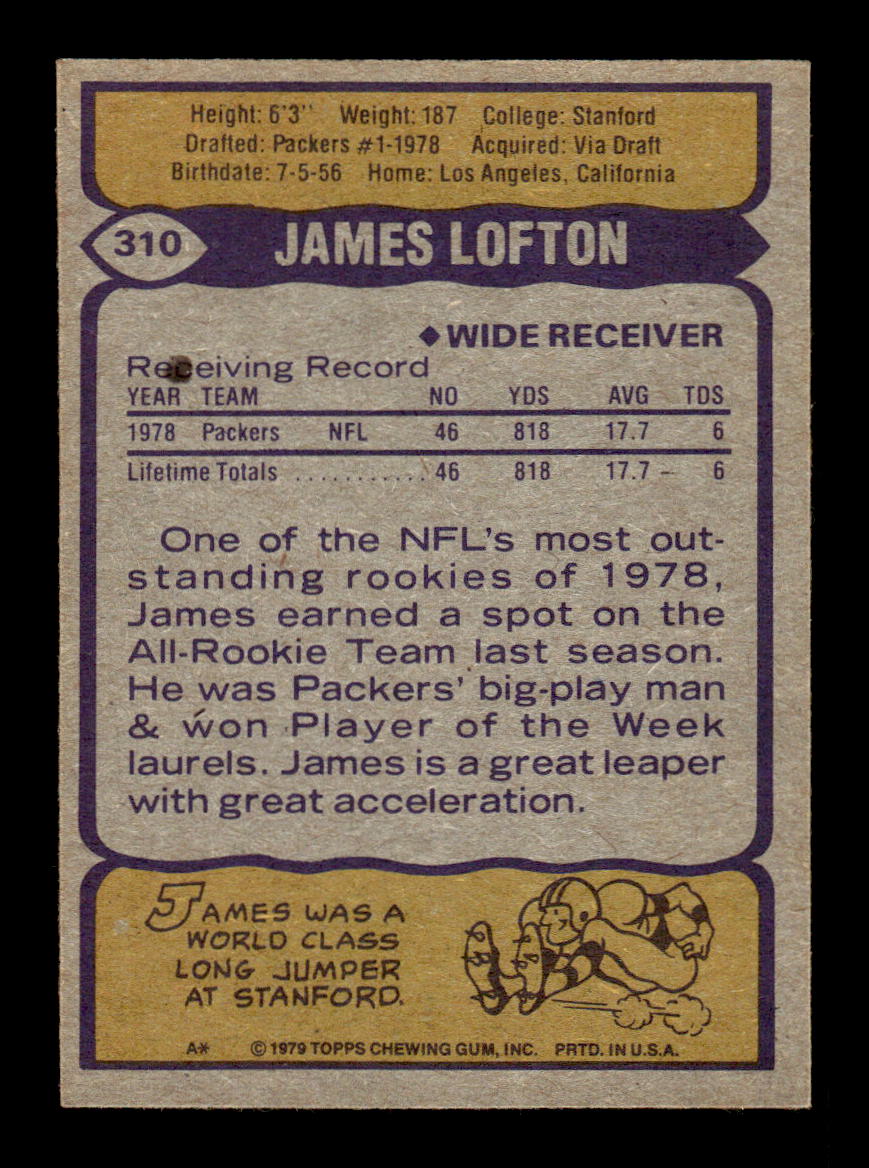 Height: 6'3" Weight: 187 College: Stanford
Drafted: Packers #1-1978 Acquired: Via Draft
Birthdate: 7-5-56 Home: Los Angeles, California
310 JAMES LOFTON
◆ WIDE RECEIVER
Receiving Record
YEAR TEAM NO YDS AVG TDS
1978 Packers NFL 46 818 17.7 6
Lifetime Totals ........... 46 818 17.7 6
One of the NFL's most out-
standing rookies of 1978,
James earned a spot on the
All-Rookie Team last season.
He was Packers' big-play man
& won Player of the Week
laurels. James is a great leaper
with great acceleration.
JAMES WAS A
WORLD CLASS
LONG JUMPER
AT STANFORD.
A* © 1979 TOPPS CHEWING GUM, INC. PRTD. IN U.S.A.